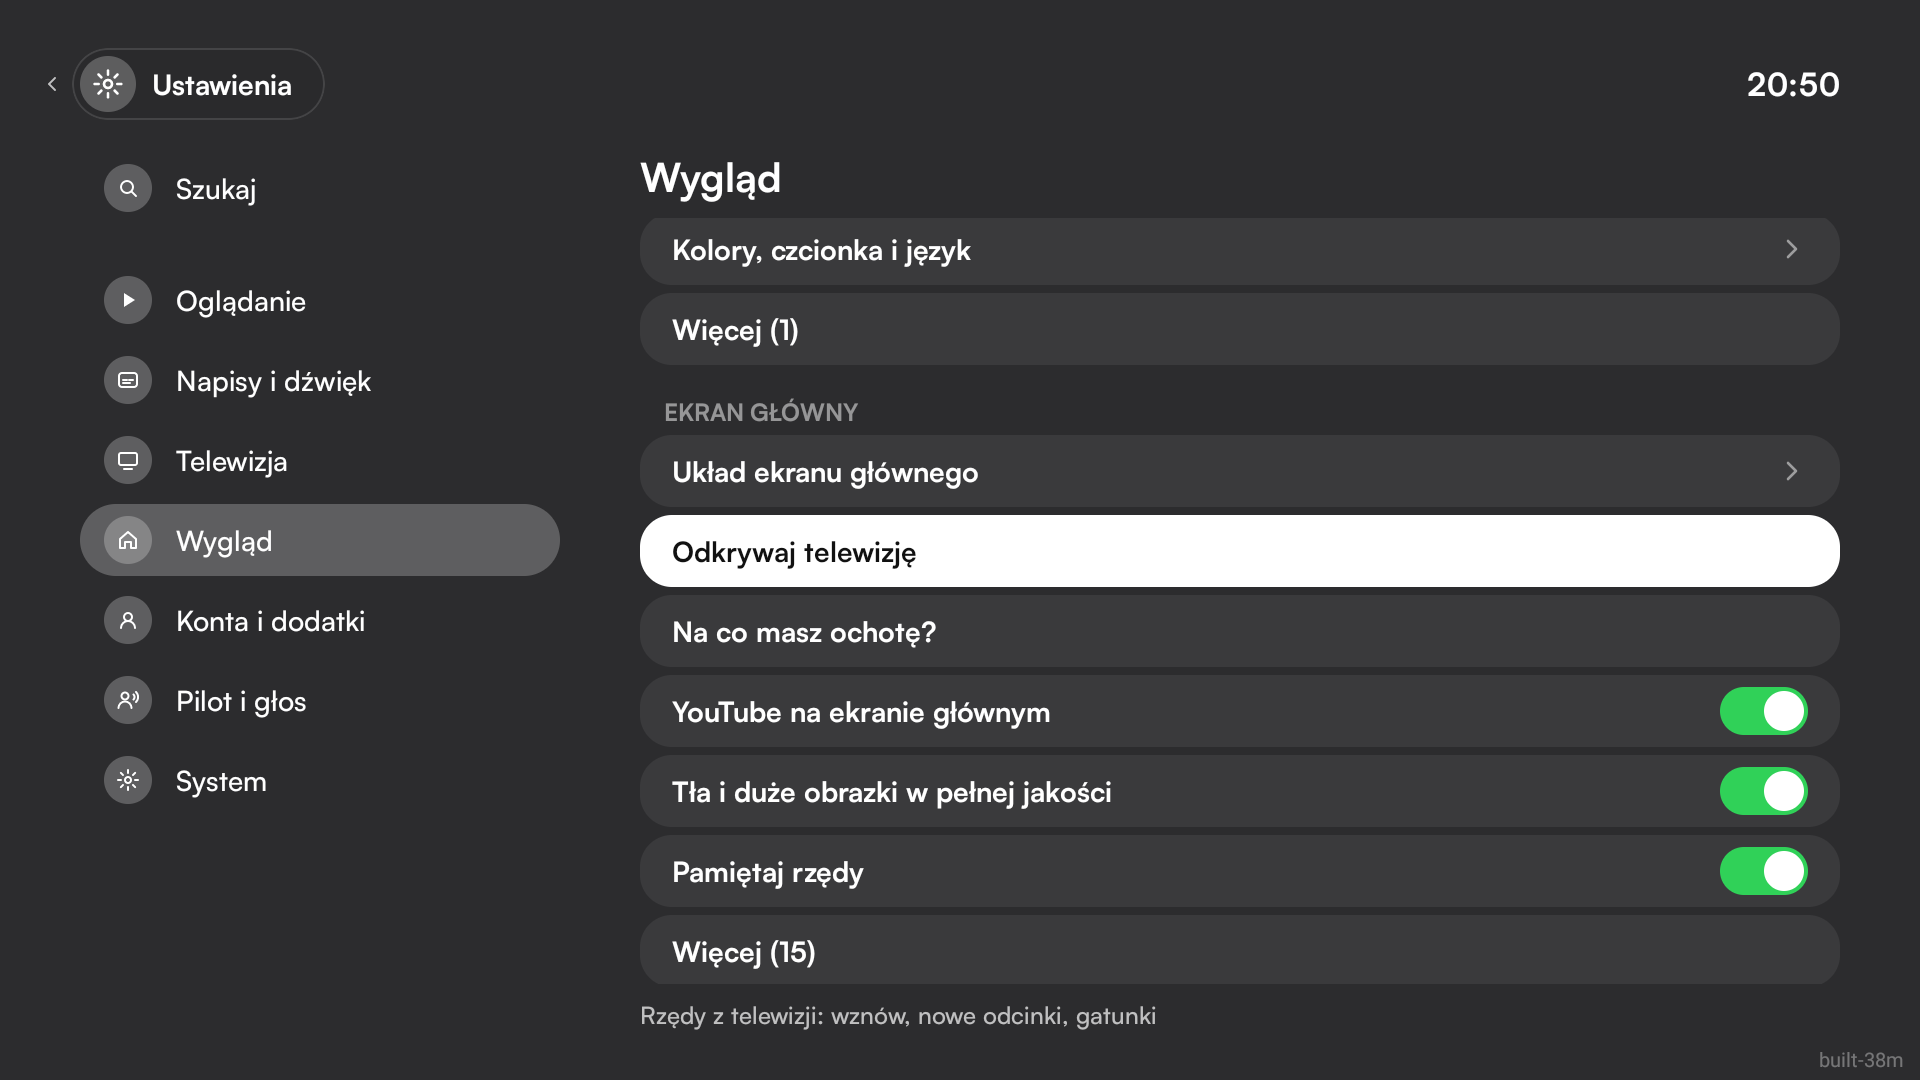 Ustawienia
20:50
Szukaj
Oglądanie
Napisy i dźwięk
Telewizja
Wygląd
Konta i dodatki
Pilot i głos
System
Wygląd
Kolory, czcionka i język
Więcej (1)
EKRAN GŁÓWNY
Układ ekranu głównego
Odkrywaj telewizję
Na co masz ochotę?
YouTube na ekranie głównym
Tła i duże obrazki w pełnej jakości
Pamiętaj rzędy
Więcej (15)
Rzędy z telewizji: wznów, nowe odcinki, gatunki
built-38m